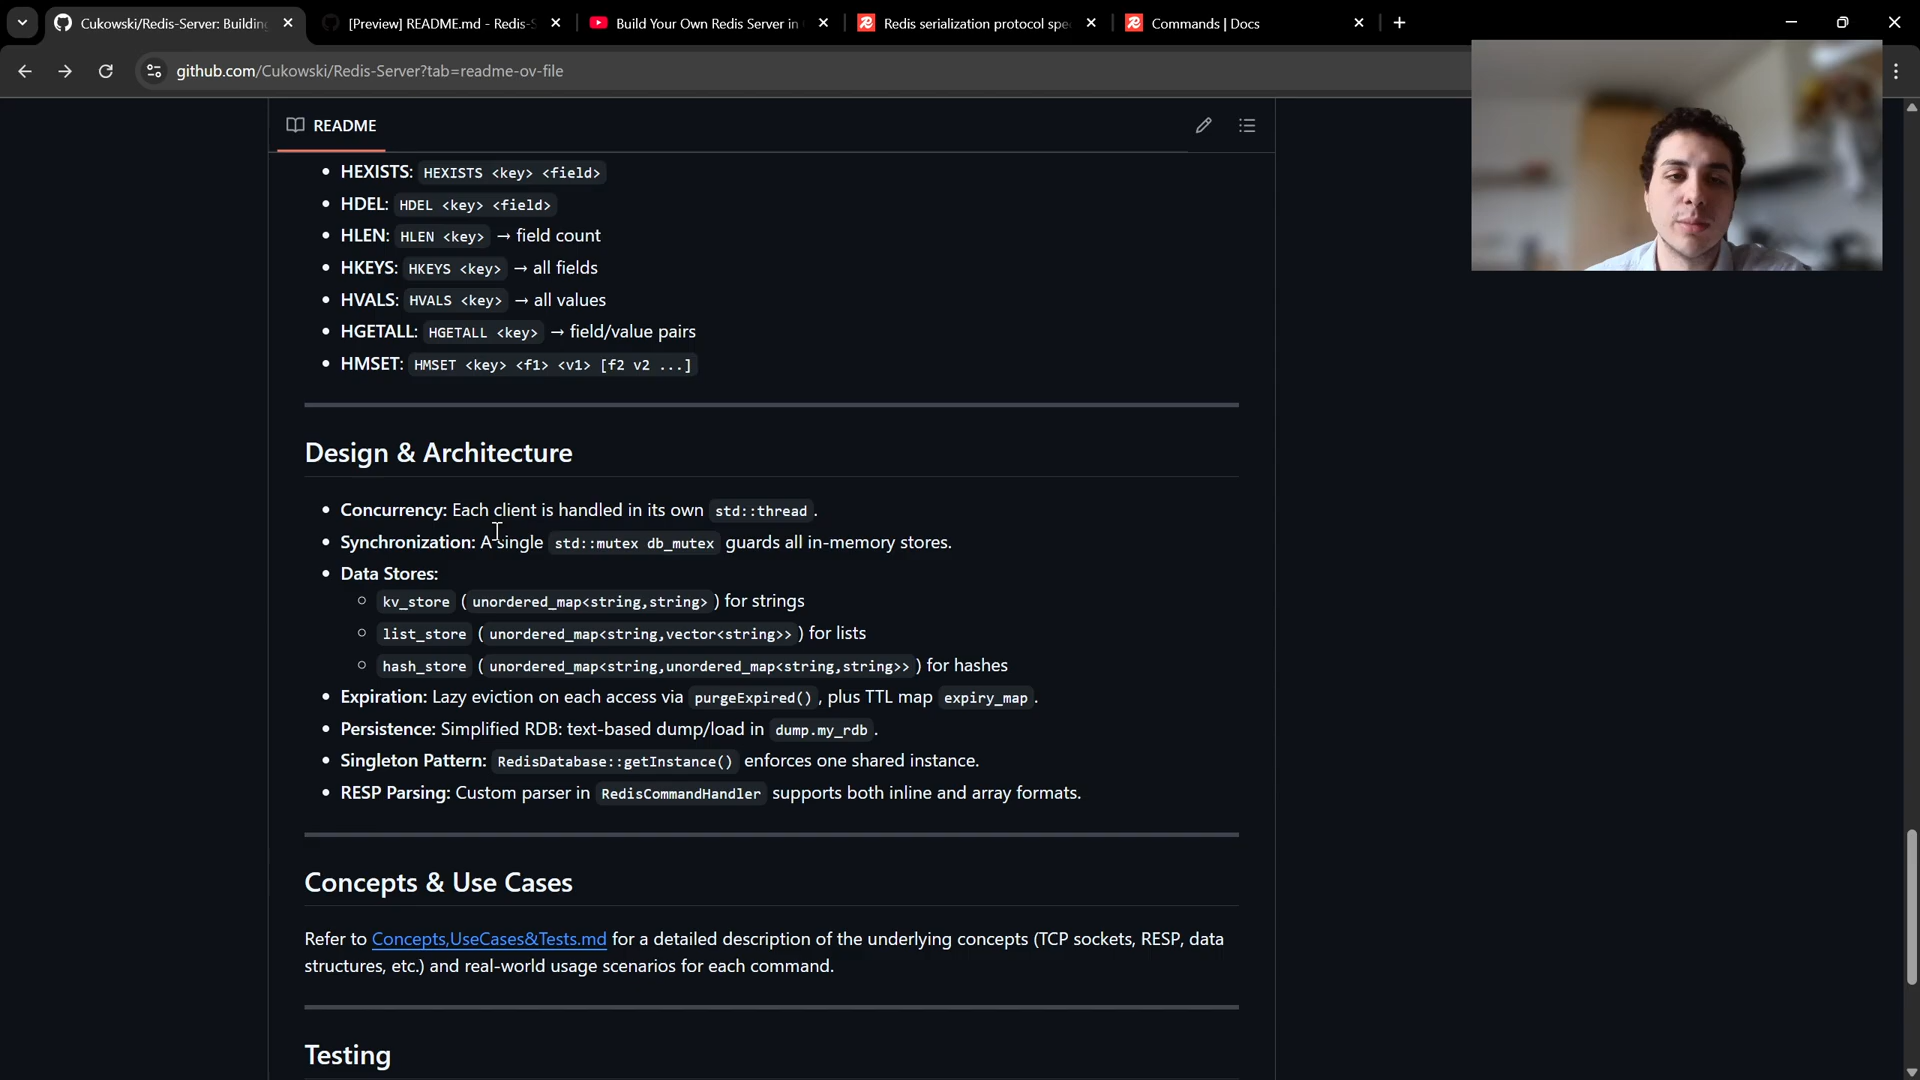 Cukowski/Redis-Server: Building
[Preview] README.md - Redis-S
Build Your Own Redis Server in
Redis serialization protocol spe
Commands | Docs
github.com/Cukowski/Redis-Server?tab=readme-ov-file
README
• HEXISTS: HEXISTS <key> <field>
• HDEL: HDEL <key> <field>
• HLEN: HLEN <key> → field count
• HKEYS: HKEYS <key> → all fields
• HVALS: HVALS <key> → all values
• HGETALL: HGETALL <key> → field/value pairs
• HMSET: HMSET <key> <f1> <v1> [f2 v2 ...]
Design & Architecture
• Concurrency: Each client is handled in its own std::thread.
• Synchronization: A single std::mutex db_mutex guards all in-memory stores.
• Data Stores:
○ kv_store (unordered_map<string,string>) for strings
○ list_store (unordered_map<string,vector<string>>) for lists
○ hash_store (unordered_map<string,unordered_map<string,string>>) for hashes
• Expiration: Lazy eviction on each access via purgeExpired(), plus TTL map expiry_map.
• Persistence: Simplified RDB: text-based dump/load in dump.my_rdb.
• Singleton Pattern: RedisDatabase::getInstance() enforces one shared instance.
• RESP Parsing: Custom parser in RedisCommandHandler supports both inline and array formats.
Concepts & Use Cases
Refer to Concepts,UseCases&Tests.md for a detailed description of the underlying concepts (TCP sockets, RESP, data
structures, etc.) and real-world usage scenarios for each command.
Testing